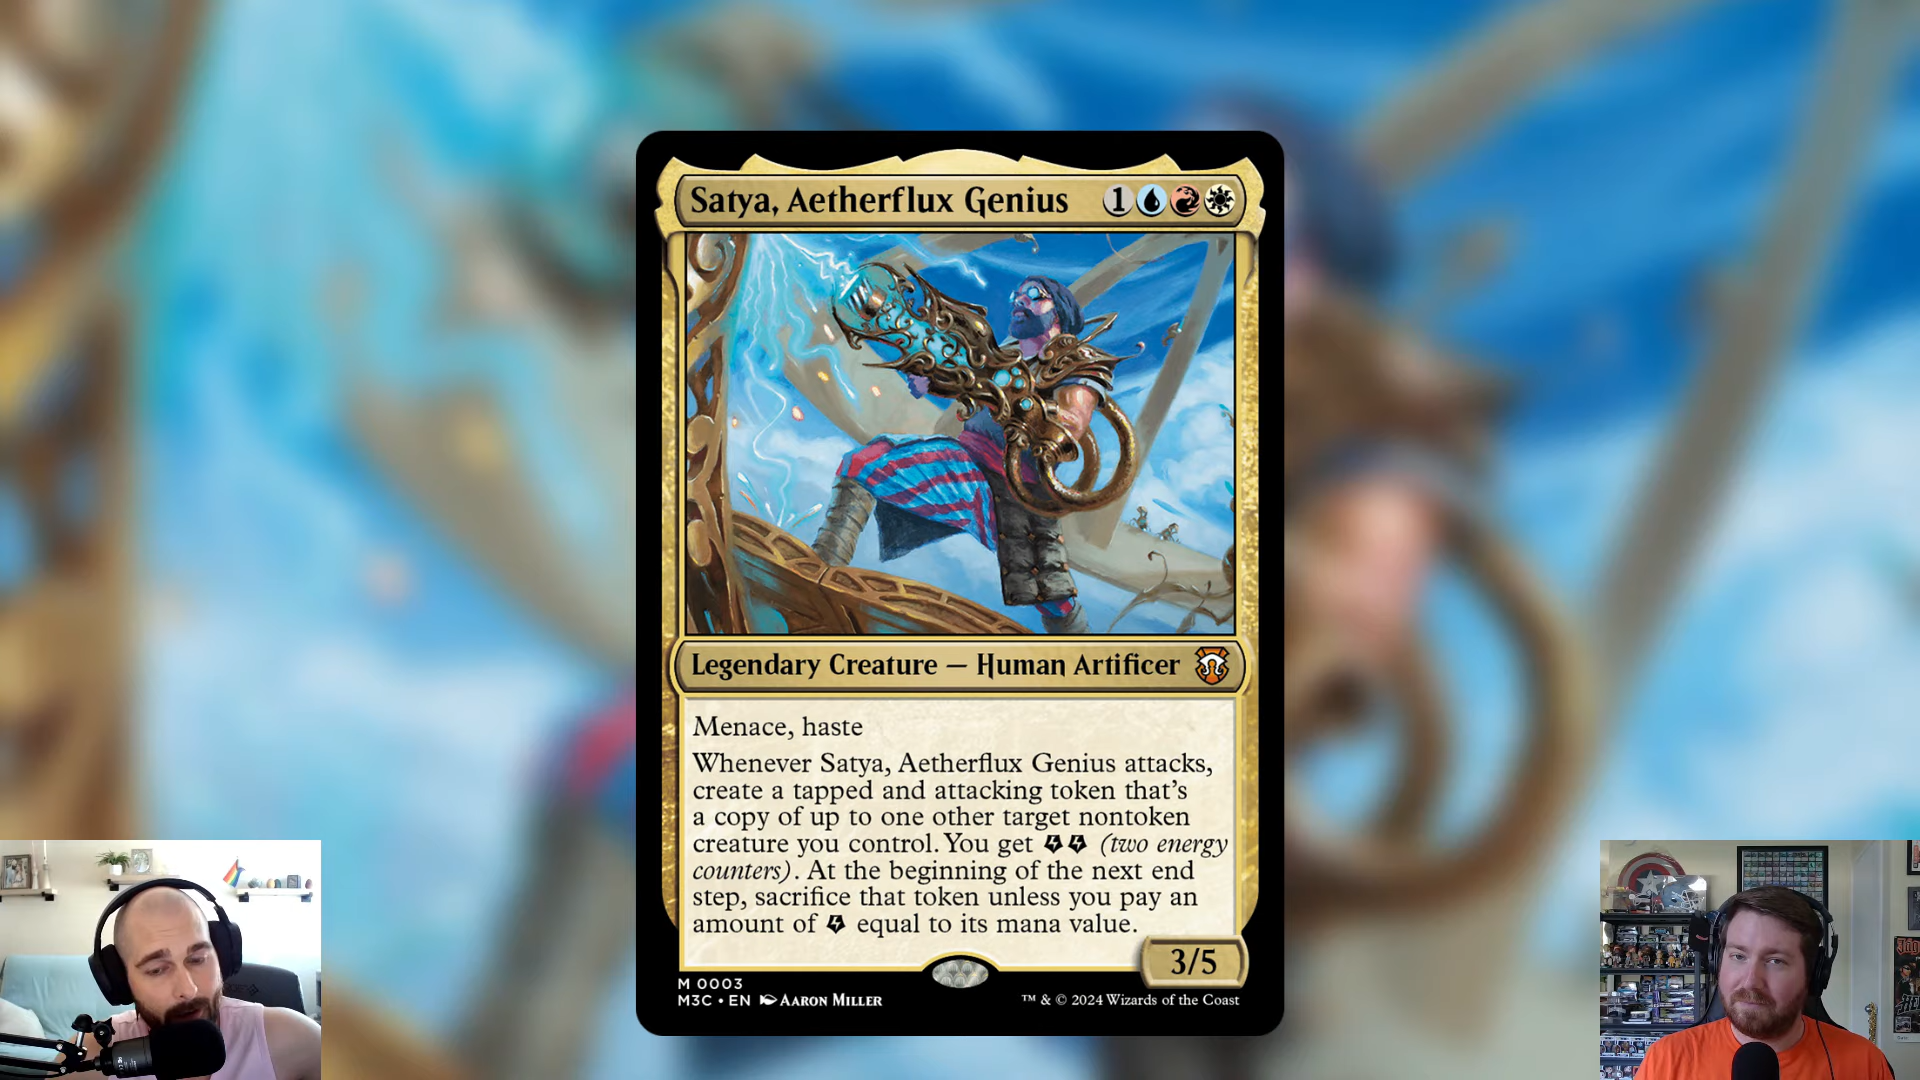 Satya, Aetherflux Genius 1
Legendary Creature — Human Artificer
Menace, haste
Whenever Satya, Aetherflux Genius attacks,
create a tapped and attacking token that's
a copy of up to one other target nontoken
creature you control. You get (two energy
counters). At the beginning of the next end
step, sacrifice that token unless you pay an
amount of equal to its mana value.
3/5
M 0003
M3C • EN Aaron Miller
™ & © 2024 Wizards of the Coast